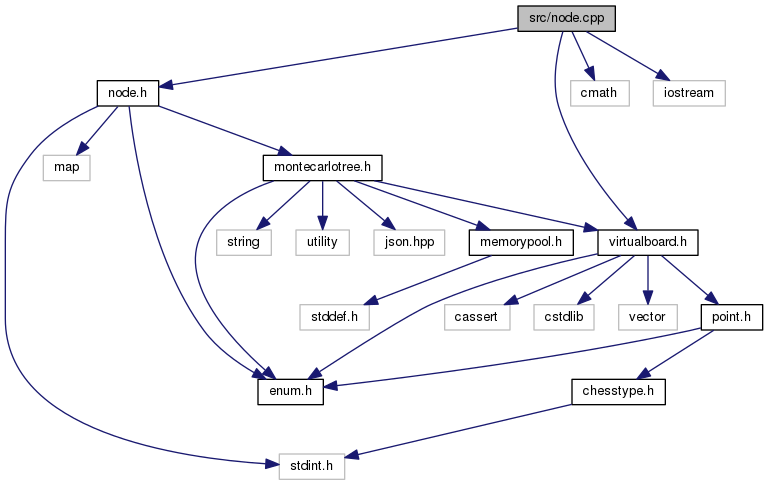 src/node.cpp
node.h
cmath
iostream
map
montecarlotree.h
string
utility
json.hpp
memorypool.h
virtualboard.h
stddef.h
cassert
cstdlib
vector
point.h
enum.h
chesstype.h
stdint.h